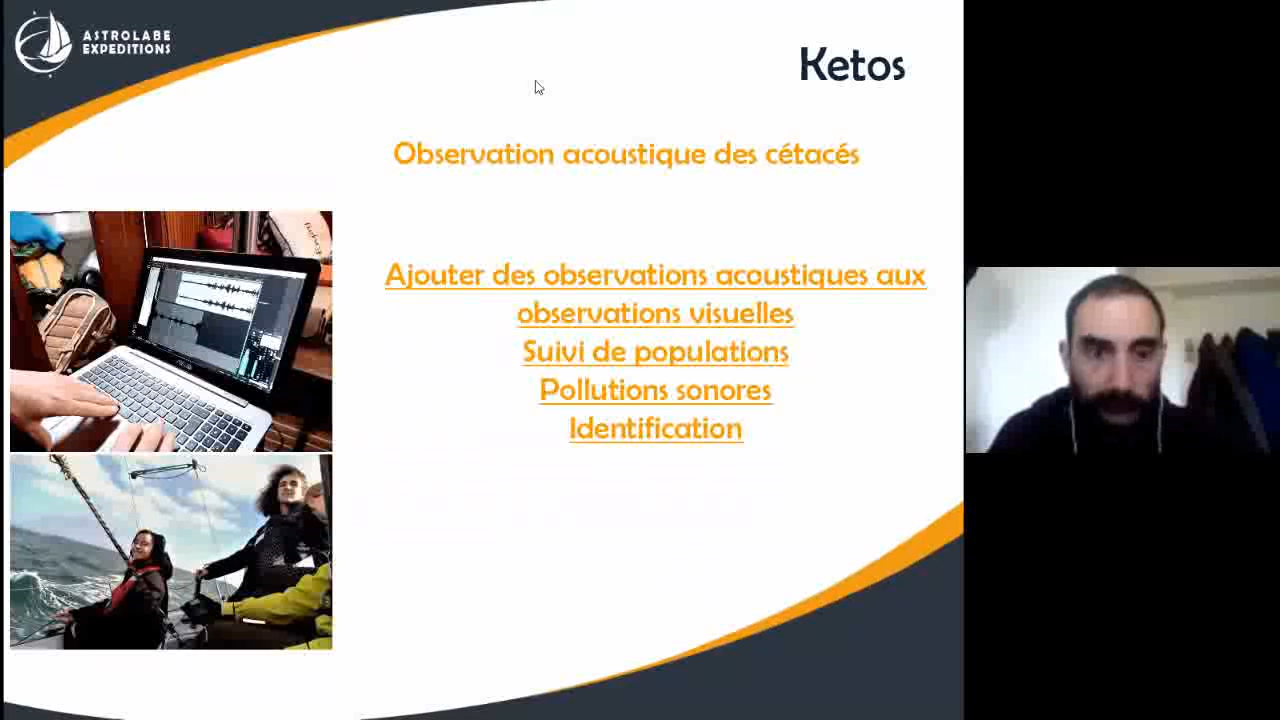 ASTROLABE
EXPEDITIONS
Ketos
Observation acoustique des cétacés
Ajouter des observations acoustiques aux
observations visuelles
Suivi de populations
Pollutions sonores
Identification